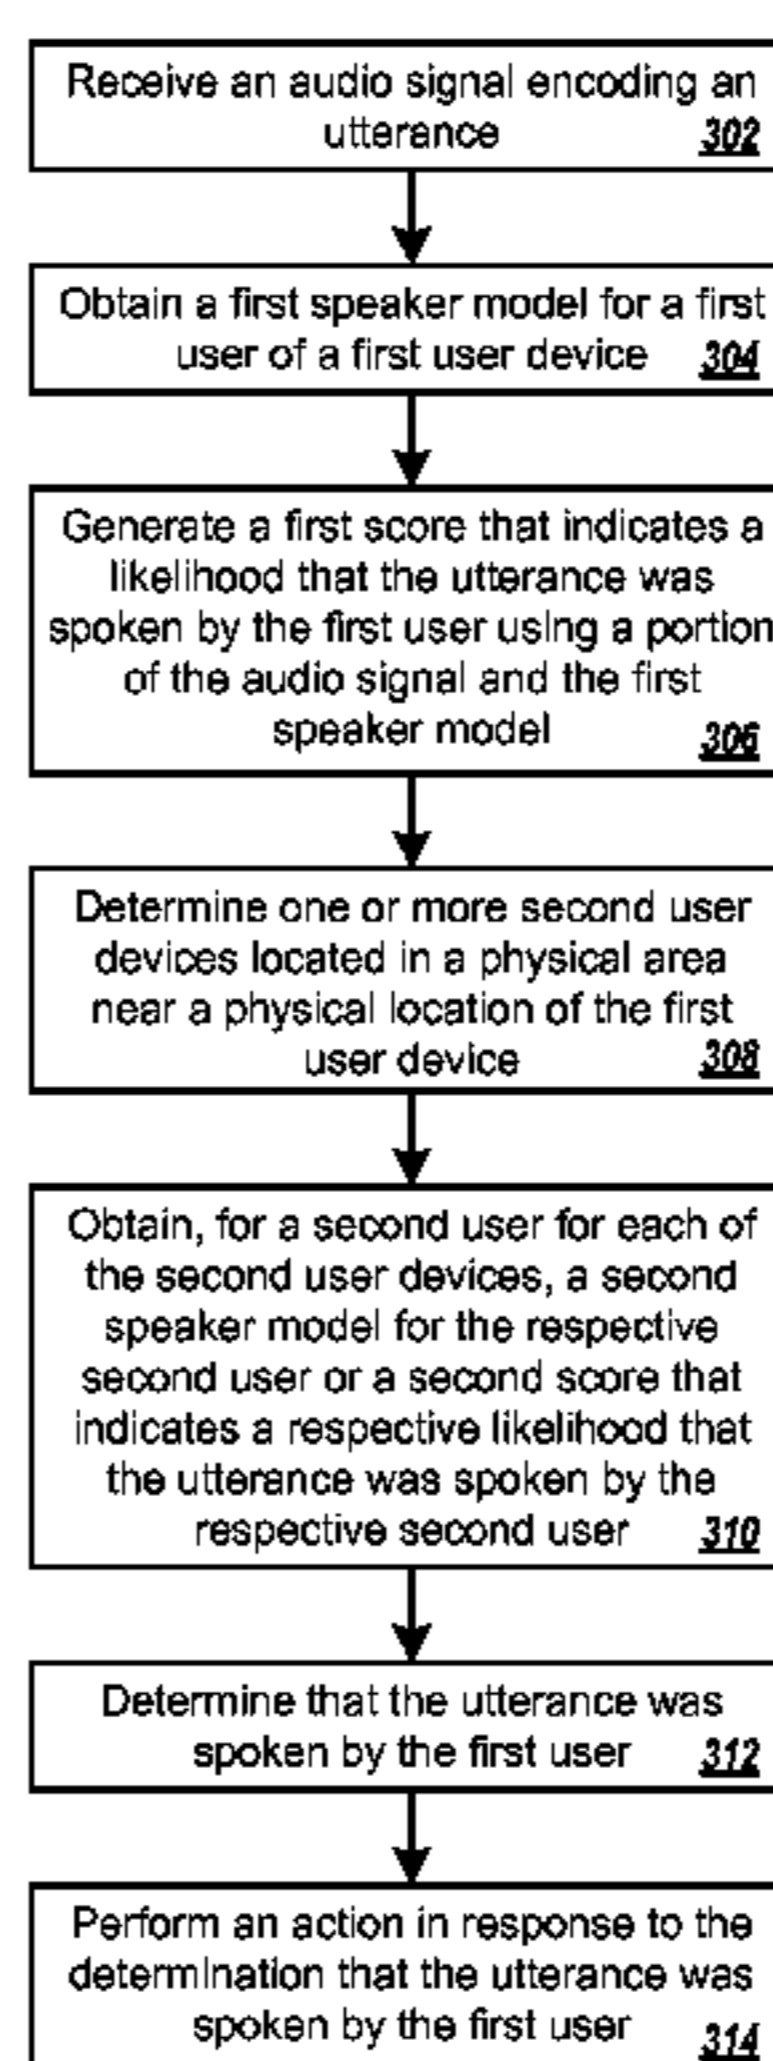 Receive an audio signal encoding an
utterance 302
Obtain a first speaker model for a first
user of a first user device 304
Generate a first score that indicates a
likelihood that the utterance was
spoken by the first user using a portion
of the audio signal and the first
speaker model 306
Determine one or more second user
devices located in a physical area
near a physical location of the first
user device 308
Obtain, for a second user for each of
the second user devices, a second
speaker model for the respective
second user or a second score that
indicates a respective likelihood that
the utterance was spoken by the
respective second user 310
Determine that the utterance was
spoken by the first user 312
Perform an action in response to the
determination that the utterance was
spoken by the first user 314